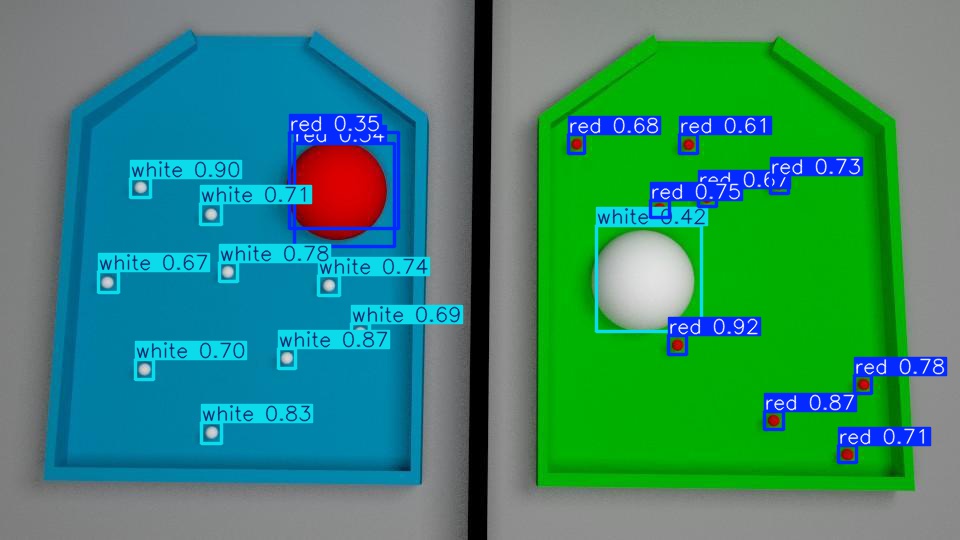 red 0.35
red 0.34
white 0.90
white 0.71
white 0.78
white 0.67
white 0.74
white 0.69
white 0.87
white 0.70
white 0.83
red 0.68
red 0.61
red 0.73
red 0.67
red 0.75
white 0.42
red 0.92
red 0.78
red 0.87
red 0.71